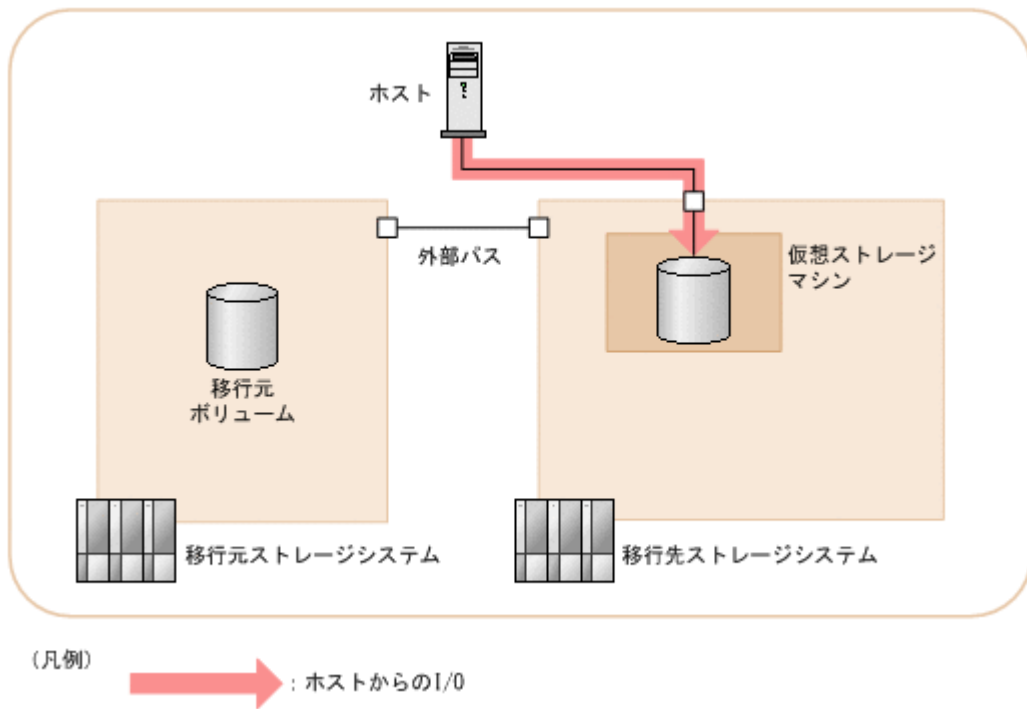 ホスト
外部パス
仮想ストレージ
マシン
移行元
ボリューム
移行元ストレージシステム
移行先ストレージシステム
(凡例)
: ホストからのI/O